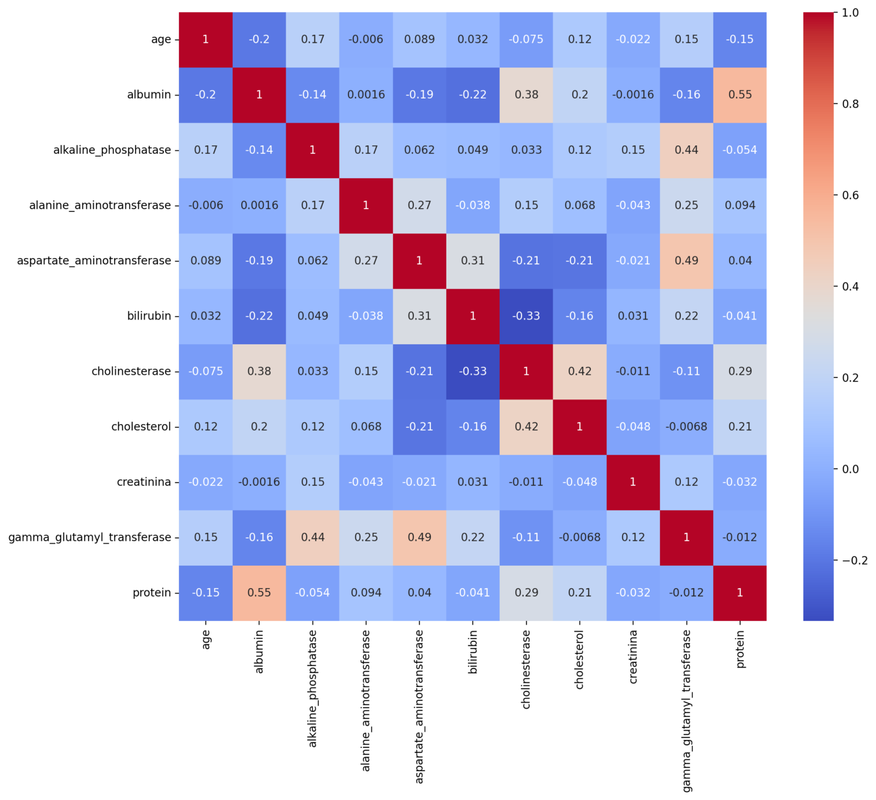 age 1 -0.2 0.17 -0.006 0.089 0.032 -0.075 0.12 -0.022 0.15 -0.15
albumin -0.2 1 -0.14 0.0016 -0.19 -0.22 0.38 0.2 -0.0016 -0.16 0.55
alkaline_phosphatase 0.17 -0.14 1 0.17 0.062 0.049 0.033 0.12 0.15 0.44 -0.054
alanine_aminotransferase -0.006 0.0016 0.17 1 0.27 -0.038 0.15 0.068 -0.043 0.25 0.094
aspartate_aminotransferase 0.089 -0.19 0.062 0.27 1 0.31 -0.21 -0.21 -0.021 0.49 0.04
bilirubin 0.032 -0.22 0.049 -0.038 0.31 1 -0.33 -0.16 0.031 0.22 -0.041
cholinesterase -0.075 0.38 0.033 0.15 -0.21 -0.33 1 0.42 -0.011 -0.11 0.29
cholesterol 0.12 0.2 0.12 0.068 -0.21 -0.16 0.42 1 -0.048 -0.0068 0.21
creatinina -0.022 -0.0016 0.15 -0.043 -0.021 0.031 -0.011 -0.048 1 0.12 -0.032
gamma_glutamyl_transferase 0.15 -0.16 0.44 0.25 0.49 0.22 -0.11 -0.0068 0.12 1 -0.012
protein -0.15 0.55 -0.054 0.094 0.04 -0.041 0.29 0.21 -0.032 -0.012 1
age
albumin
alkaline_phosphatase
alanine_aminotransferase
aspartate_aminotransferase
bilirubin
cholinesterase
cholesterol
creatinina
gamma_glutamyl_transferase
protein
1.0
0.8
0.6
0.4
0.2
0.0
−0.2